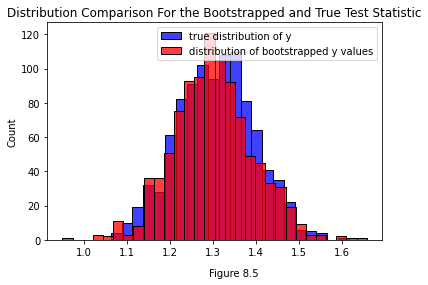 Distribution Comparison For the Bootstrapped and True Test Statistic
true distribution of y
distribution of bootstrapped y values
Count
120
100
80
60
40
20
0
1.0 1.1 1.2 1.3 1.4 1.5 1.6
Figure 8.5